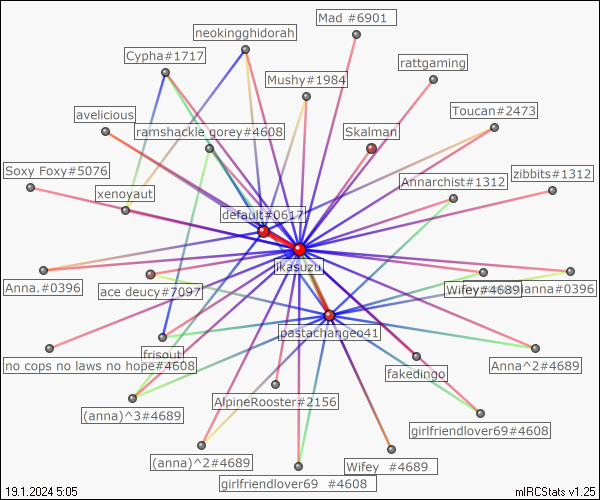 Mad #6901
neokingghidorah
Cypha#1717
rattgaming
Mushy#1984
Toucan#2473
avelicious
ramshackle gorey#4608
Skalman
Soxy Foxy#5076
zibbits#1312
Annarchist#1312
xenoyaut
default#0617
ikasuzu
Anna.#0396
ace deucy#7097
Wifey#4689
anna#0396
pastachangeo41
frisout
no cops no laws no hope#4608
Anna^2#4689
fakedingo
AlpineRooster#2156
(anna)^3#4689
girlfriendlover69#4608
(anna)^2#4689
Wifey #4689
girlfriendlover69 #4608
19.1.2024 5:05
mIRCStats v1.25